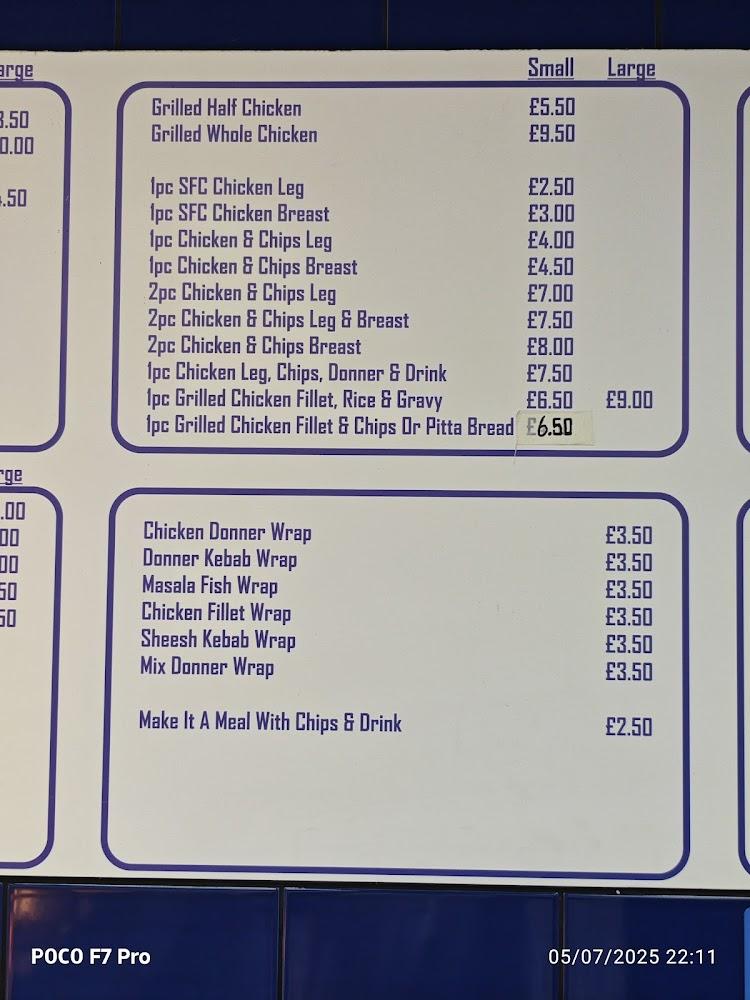 Small Large
Grilled Half Chicken £5.50
Grilled Whole Chicken £9.50
1pc SFC Chicken Leg £2.50
1pc SFC Chicken Breast £3.00
1pc Chicken & Chips Leg £4.00
1pc Chicken & Chips Breast £4.50
2pc Chicken & Chips Leg £7.00
2pc Chicken & Chips Leg & Breast £7.50
2pc Chicken & Chips Breast £8.00
1pc Chicken Leg, Chips, Donner & Drink £7.50
1pc Grilled Chicken Fillet, Rice & Gravy £6.50 £9.00
1pc Grilled Chicken Fillet & Chips Or Pitta Bread £6.50
Chicken Donner Wrap £3.50
Donner Kebab Wrap £3.50
Masala Fish Wrap £3.50
Chicken Fillet Wrap £3.50
Sheesh Kebab Wrap £3.50
Mix Donner Wrap £3.50
Make It A Meal With Chips & Drink £2.50
POCO F7 Pro 05/07/2025 22:11